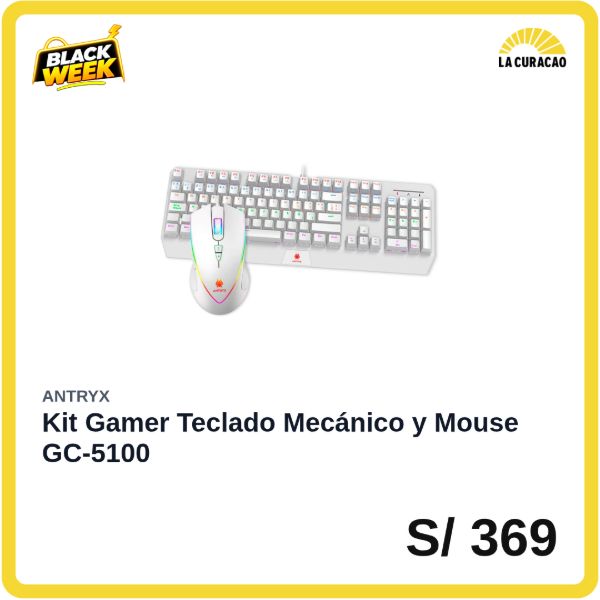 BLACK
WEEK
LA CURACAO
ANTRYX
Kit Gamer Teclado Mecánico y Mouse
GC-5100
S/ 369